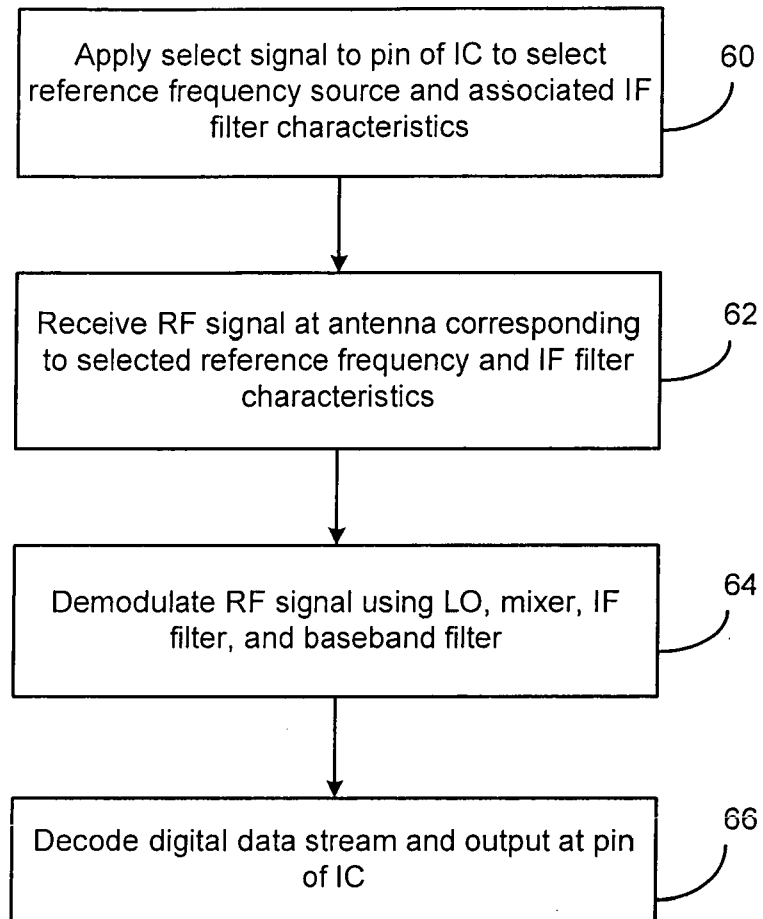 Apply select signal to pin of IC to select
reference frequency source and associated IF
filter characteristics
60
Receive RF signal at antenna corresponding
to selected reference frequency and IF filter
characteristics
62
Demodulate RF signal using LO, mixer, IF
filter, and baseband filter
64
Decode digital data stream and output at pin
of IC
66